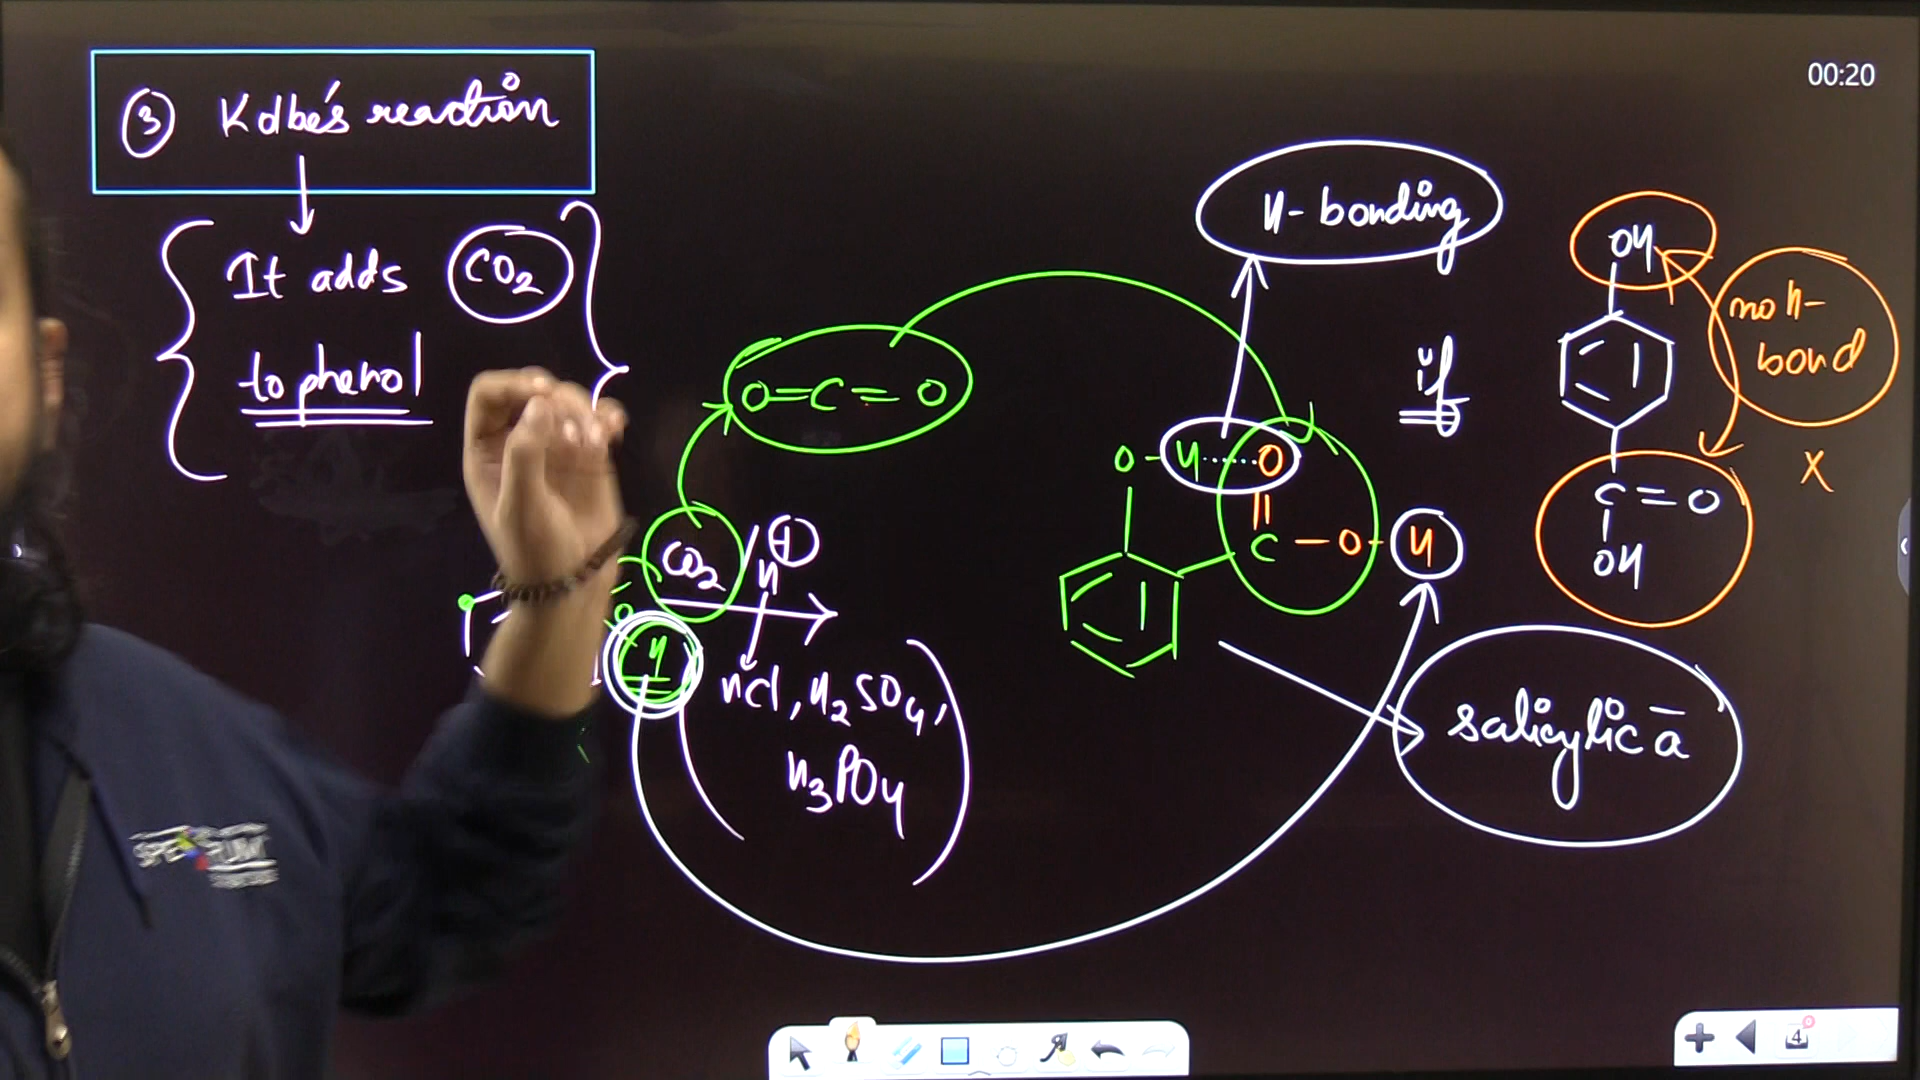 00:20
③ Kolbe's reaction
It adds CO₂
to phenol
O=C=O
CO₂ / H⊕
H
HCl, H₂SO₄,
H₃PO₄
H-bonding
O-H.....O
C-O-H
salicylic ā
if
OH
no H-
bond
X
C=O
OH
4